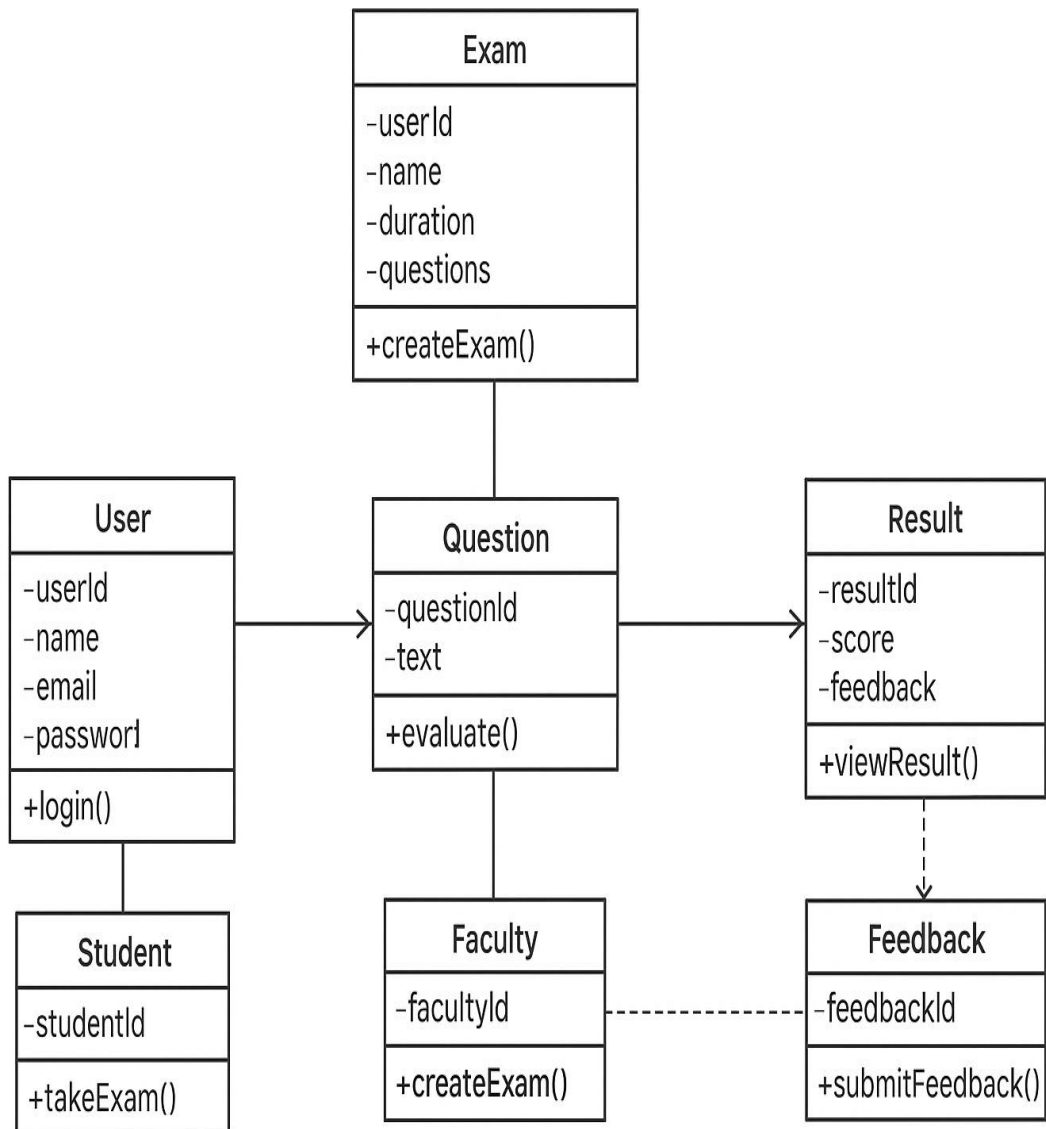 Exam
-userId
-name
-duration
-questions
+createExam()
User
-userId
-name
-email
-password
+login()
Question
-questionId
-text
+evaluate()
Result
-resultId
-score
-feedback
+viewResult()
Student
-studentId
+takeExam()
Faculty
-facultyId
+createExam()
Feedback
-feedbackId
+submitFeedback()